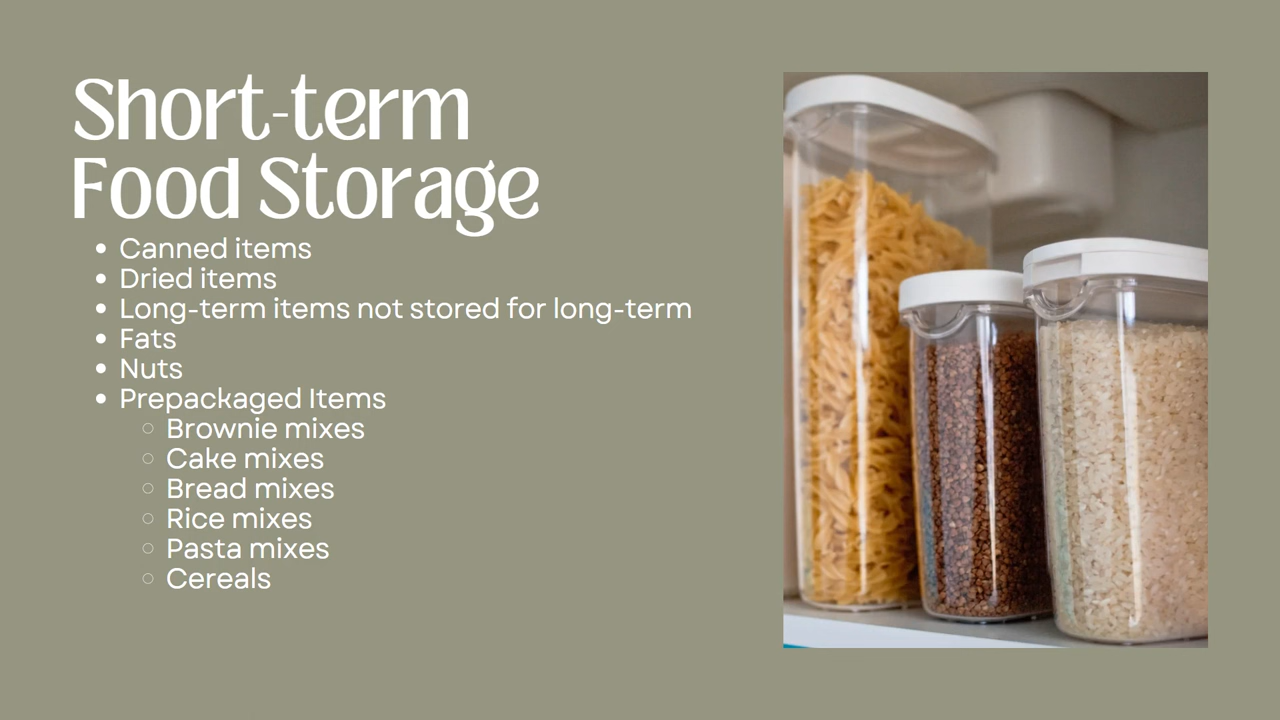 Short-term
Food Storage
• Canned items
• Dried items
• Long-term items not stored for long-term
• Fats
• Nuts
• Prepackaged Items
○ Brownie mixes
○ Cake mixes
○ Bread mixes
○ Rice mixes
○ Pasta mixes
○ Cereals